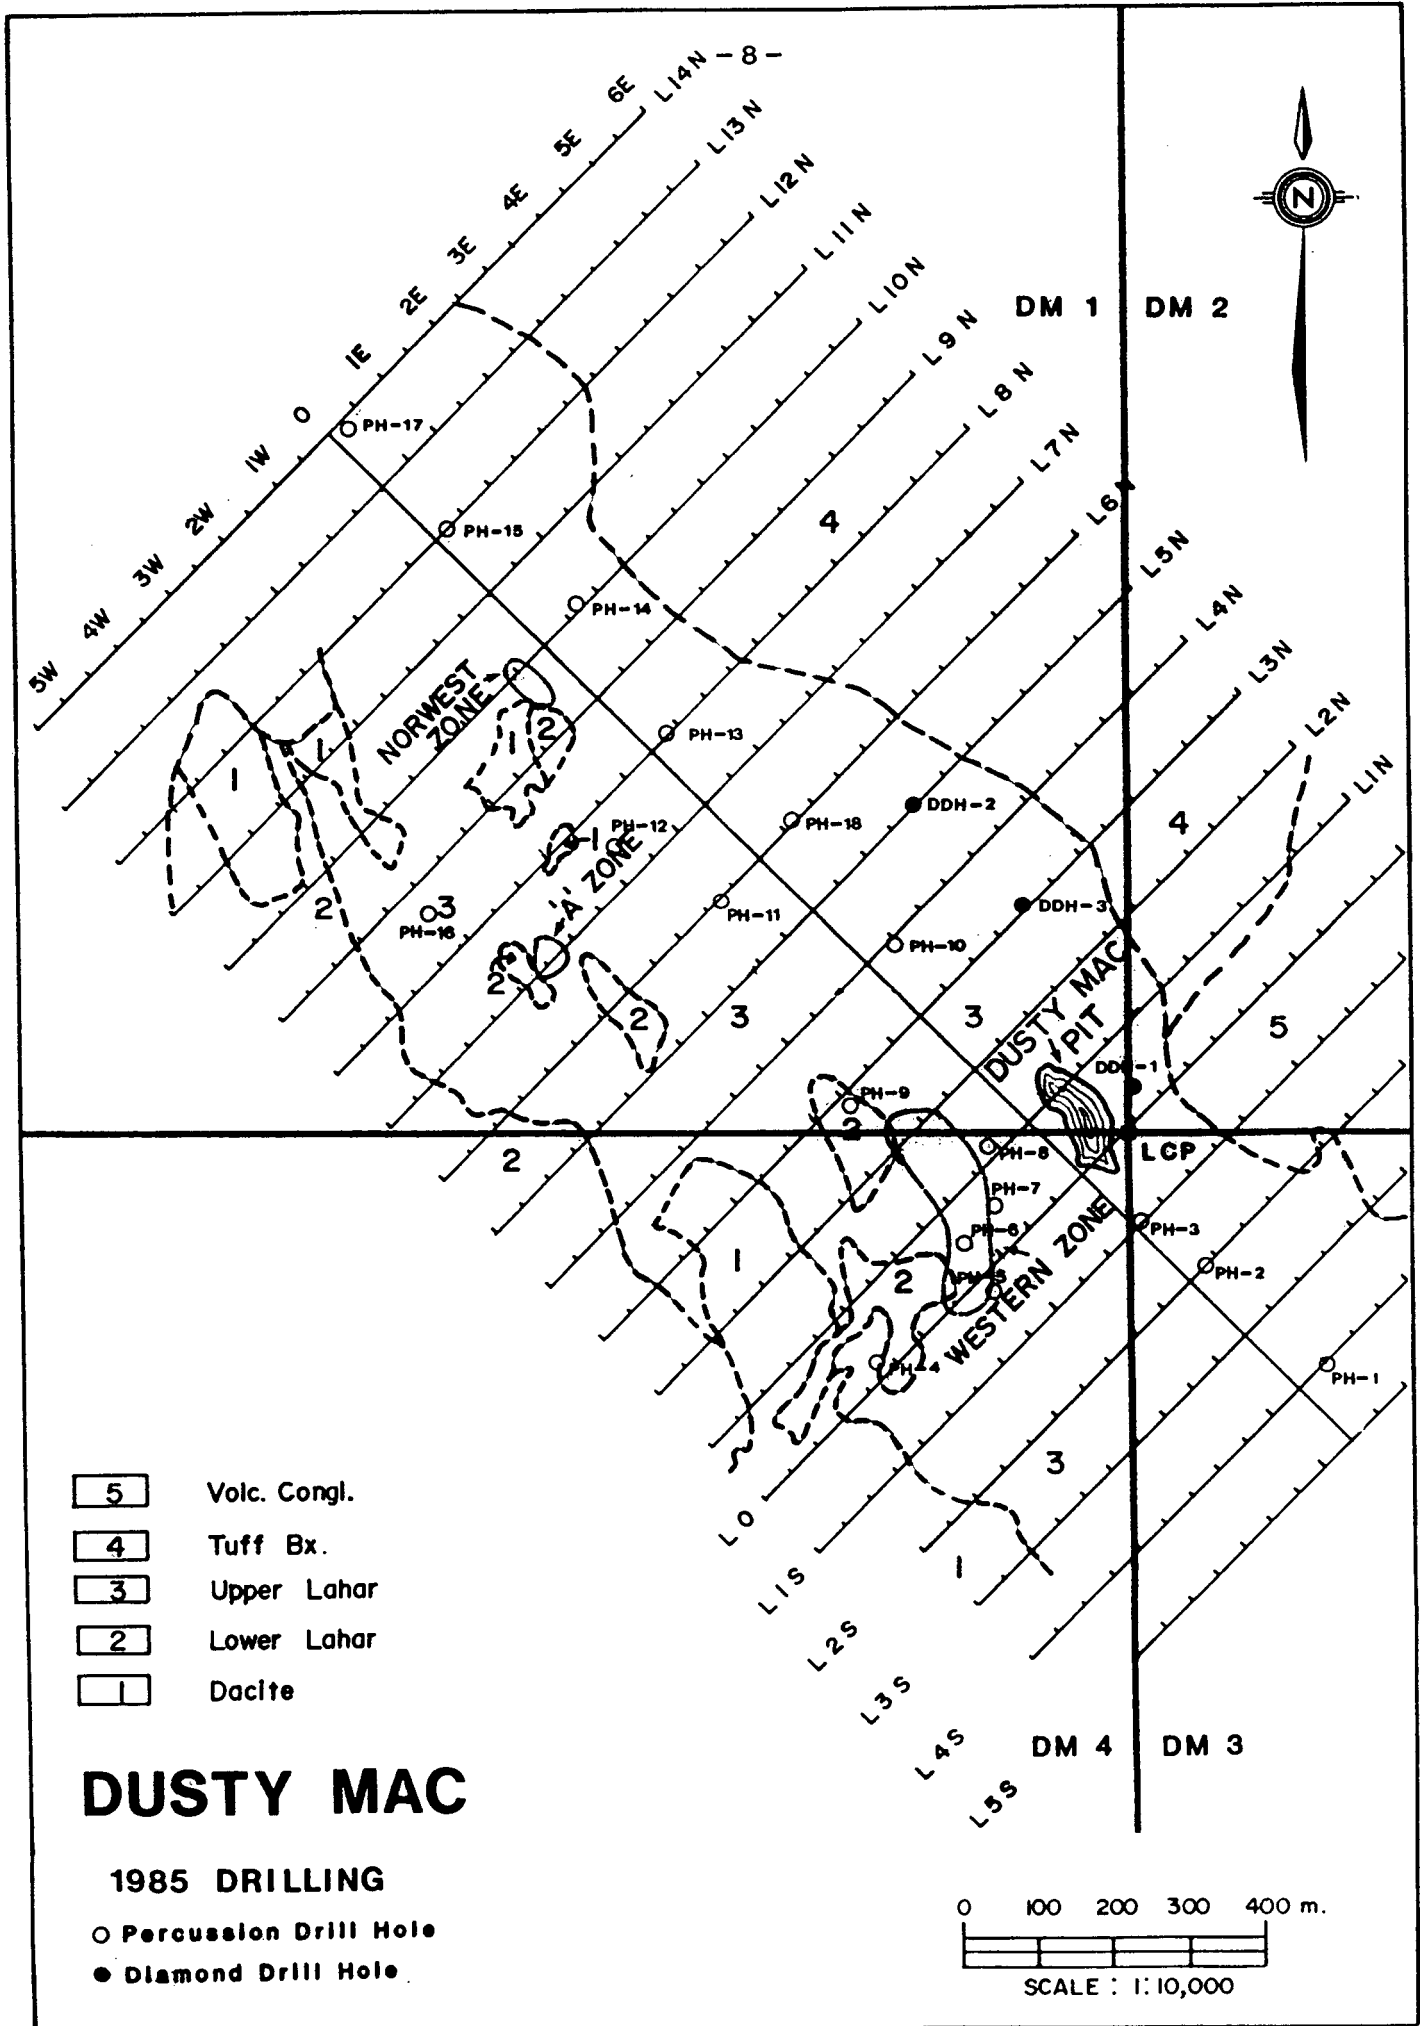 - 8 -
L14N
L13N
L12N
L11N
L10N
L9N
L8N
L7N
L6N
L5N
L4N
L3N
L2N
L1N
6E
5E
4E
3E
2E
1E
0
1W
2W
3W
4W
5W
N
DM 1
DM 2
PH-17
PH-15
4
PH-14
NORWEST
ZONE
1
1
1
2
PH-13
DDH-2
PH-18
4
PH-12
1
'A' ZONE
2
3
PH-16
PH-11
DDH-3
PH-10
2
2
3
3
5
DUSTY MAC
PIT
DDH-1
PH-9
2
2
PH-8
LCP
PH-7
PH-6
PH-3
PH-2
PH-5
WESTERN ZONE
1
2
PH-4
PH-1
3
1
L0
L1S
L2S
L3S
L4S
L5S
5 Volc. Congl.
4 Tuff Bx.
3 Upper Lahar
2 Lower Lahar
1 Dacite
DM 4
DM 3
DUSTY MAC
1985 DRILLING
Percussion Drill Hole
Diamond Drill Hole
0 100 200 300 400 m.
SCALE : 1:10,000